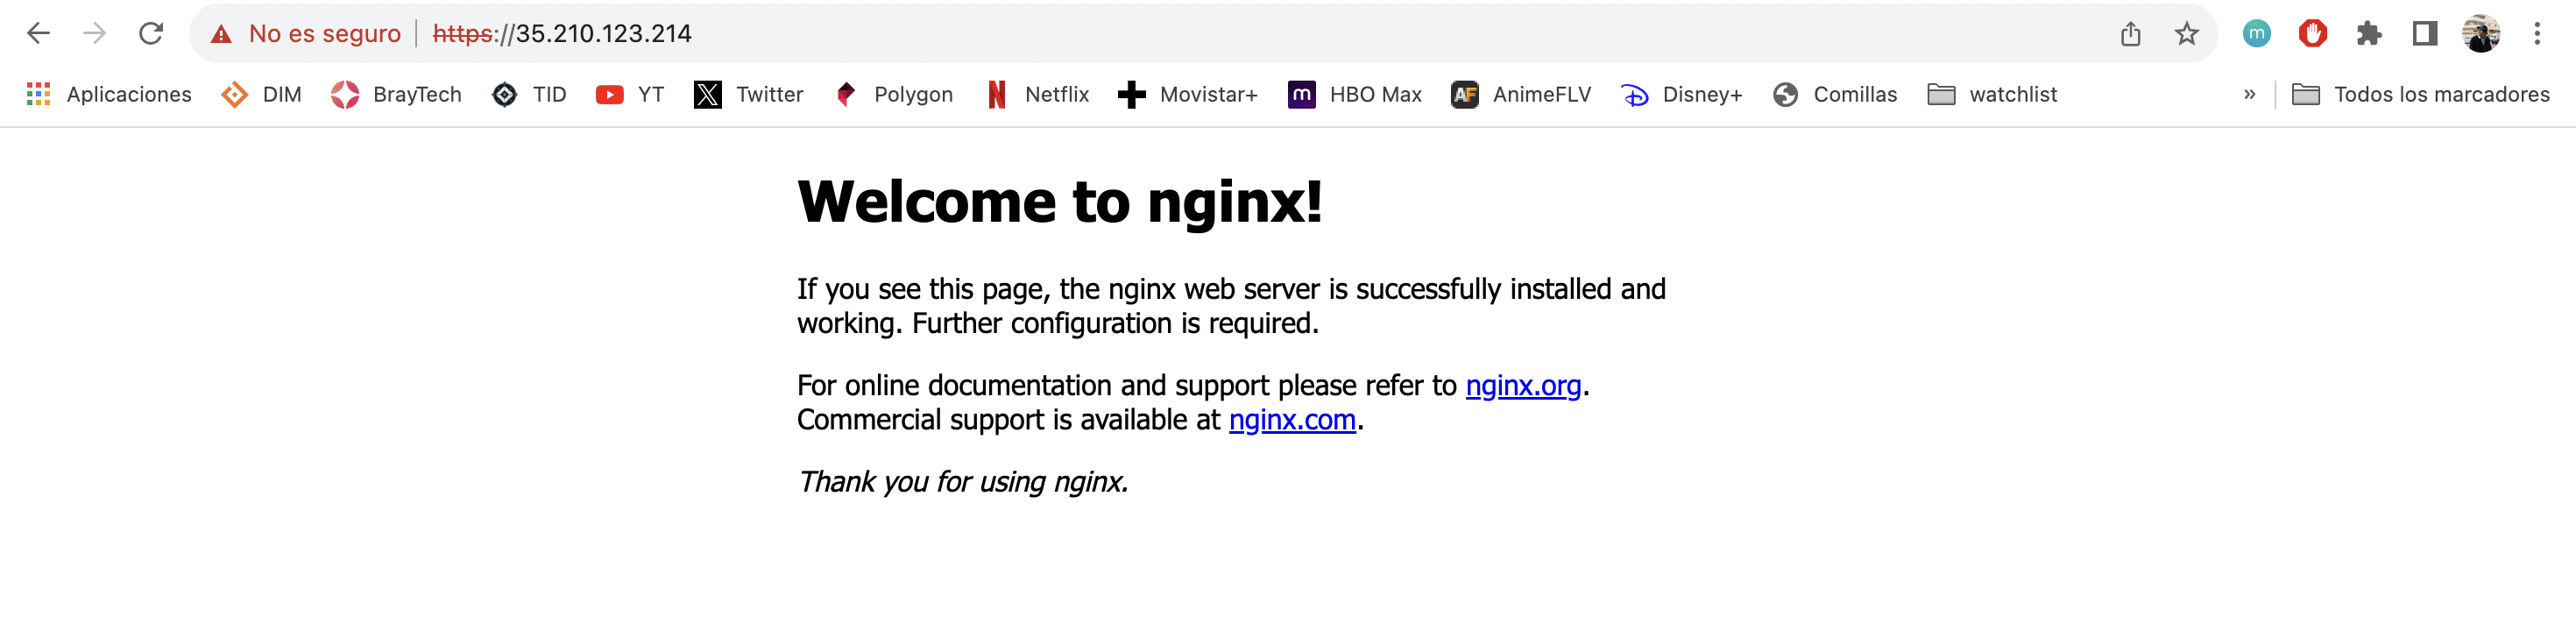 No es seguro https://35.210.123.214 m
Aplicaciones DIM BrayTech TID YT X Twitter Polygon N Netflix Movistar+ m HBO Max AF AnimeFLV D Disney+ Comillas watchlist » Todos los marcadores
Welcome to nginx!
If you see this page, the nginx web server is successfully installed and
working. Further configuration is required.
For online documentation and support please refer to nginx.org.
Commercial support is available at nginx.com.
Thank you for using nginx.